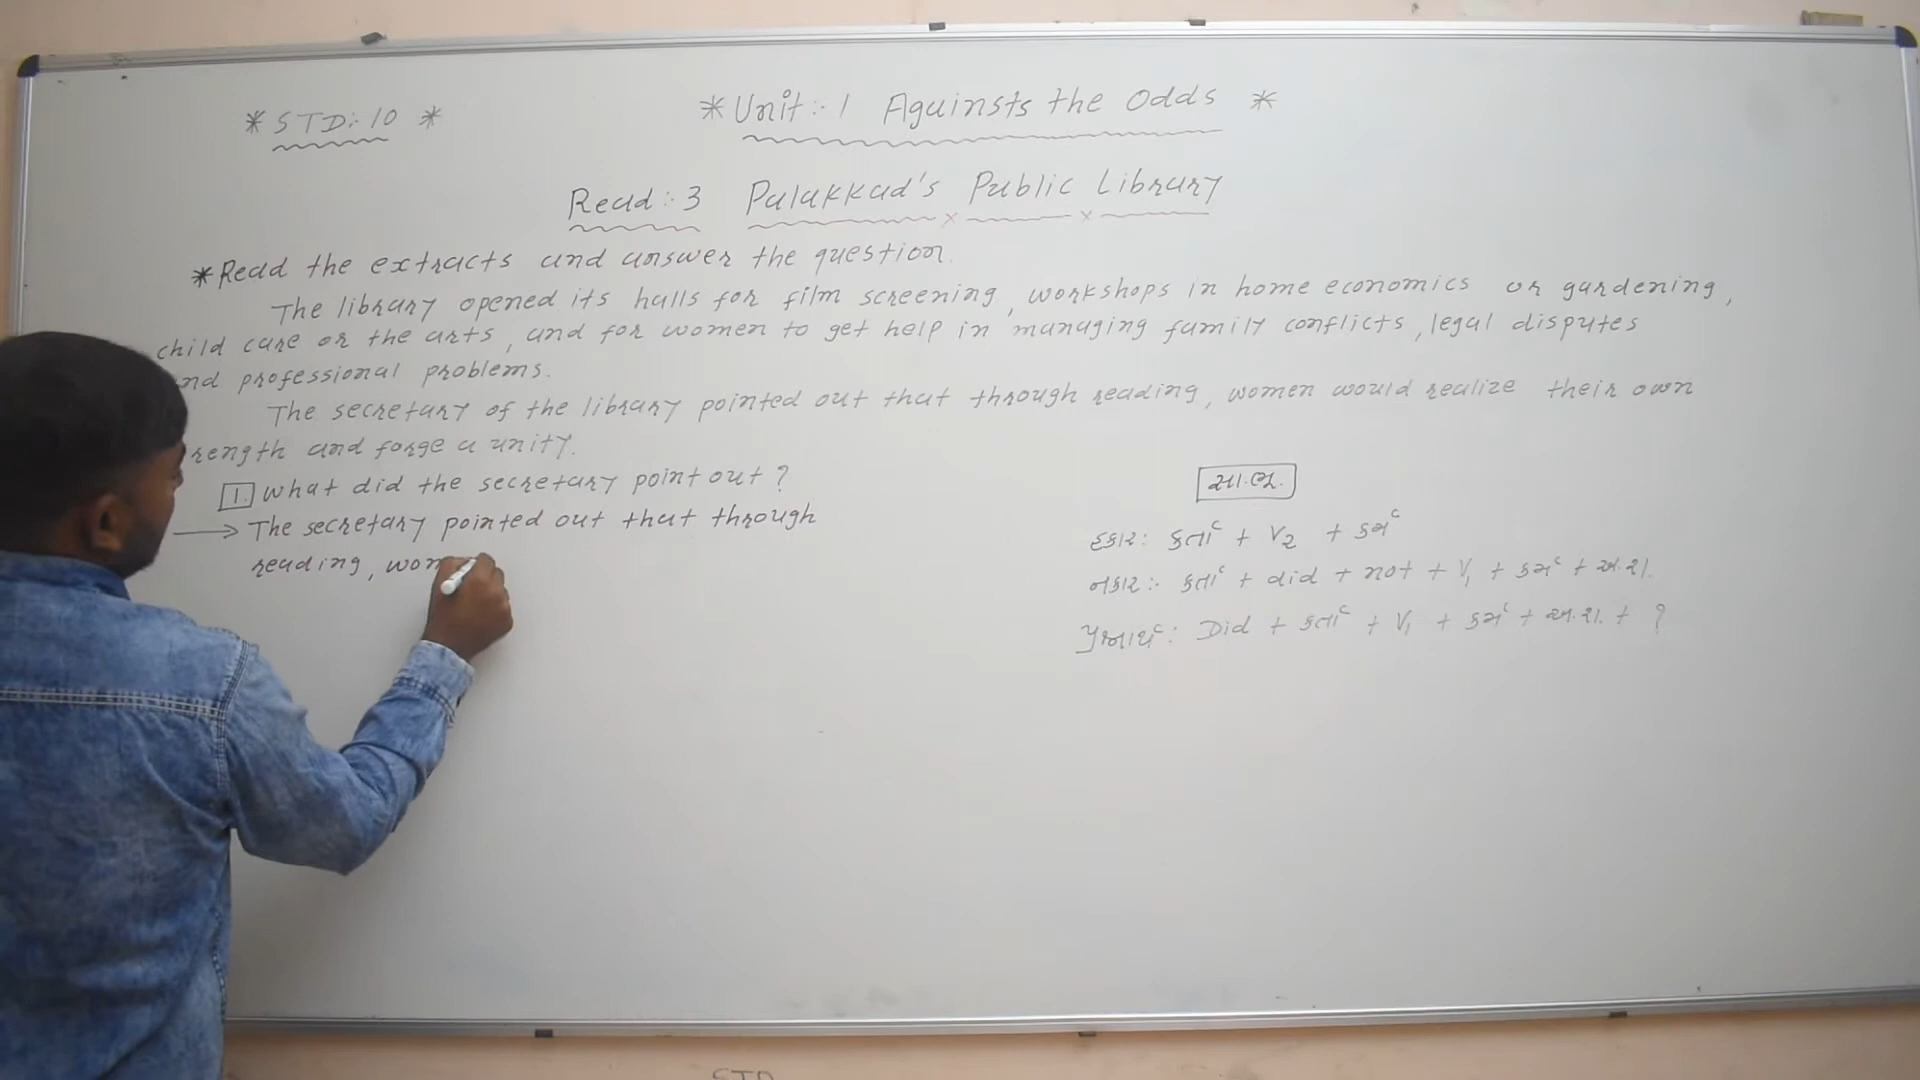 * STD:- 10 *
* Unit:- 1 Againsts the Odds *
Read:- 3 Palakkad's Public Library
* Read the extracts and answer the question.
The library opened its halls for film screening, workshops in home economics or gardening,
child care or the arts, and for women to get help in managing family conflicts, legal disputes
nd professional problems.
The secretary of the library pointed out that through reading, women would realize their own
rength and forge a unity.
1. What did the secretary point out ?
→ The secretary pointed out that through
reading, wom
સા.ભૂ.
હકાર: કર્તા + V2 + કર્મ
નકાર:- કર્તા + did + not + V1 + કર્મ + અ.શ.
પ્રશ્નાર્થ: Did + કર્તા + V1 + કર્મ + અ.શ. + ?
STD